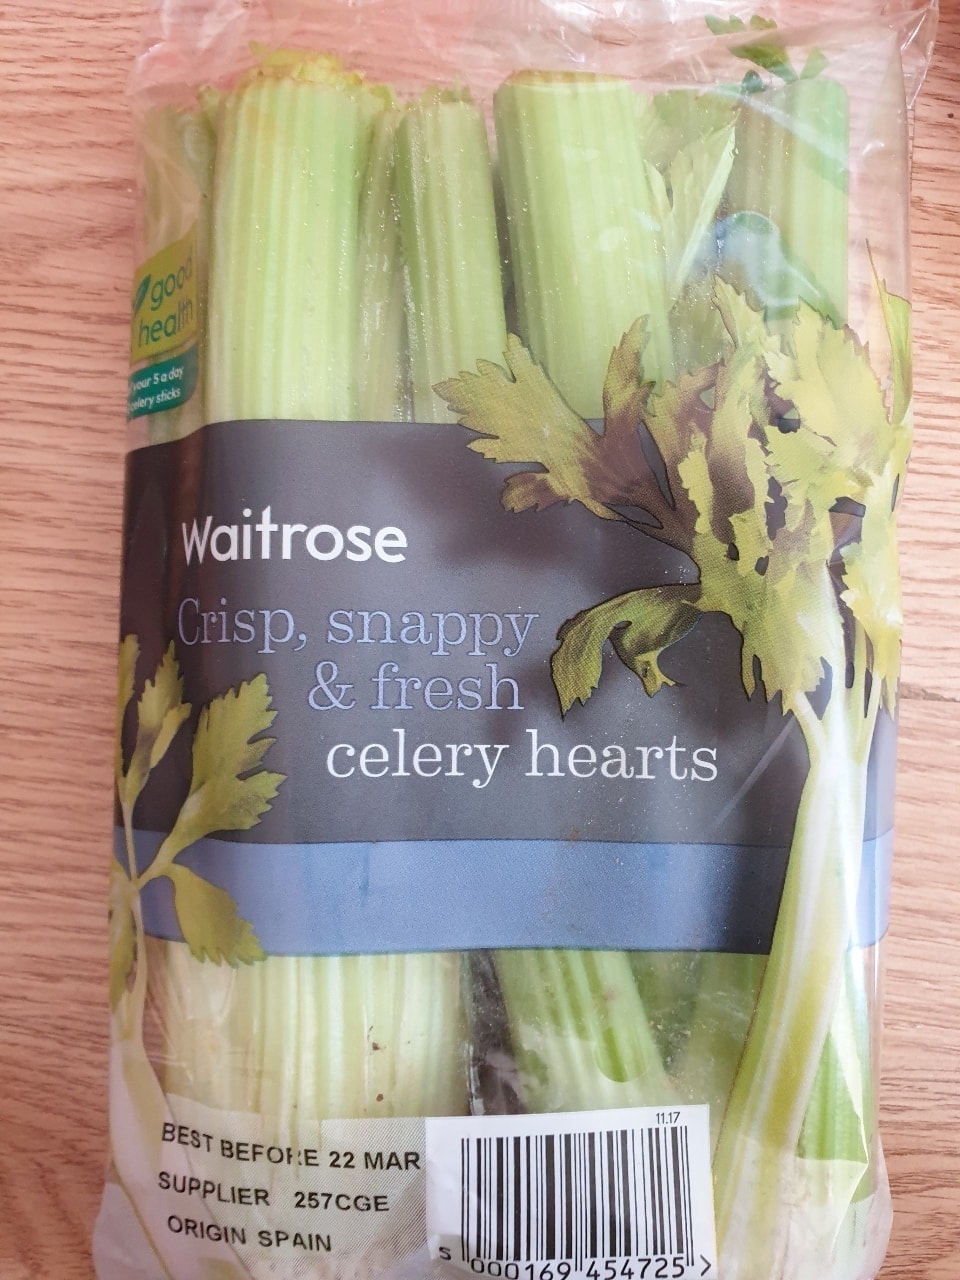 good
health
your 5 a day
celery sticks
Waitrose
Crisp, snappy
& fresh
celery hearts
BEST BEFORE 22 MAR
SUPPLIER 257CGE
ORIGIN SPAIN
11.17
5 000169 454725 >